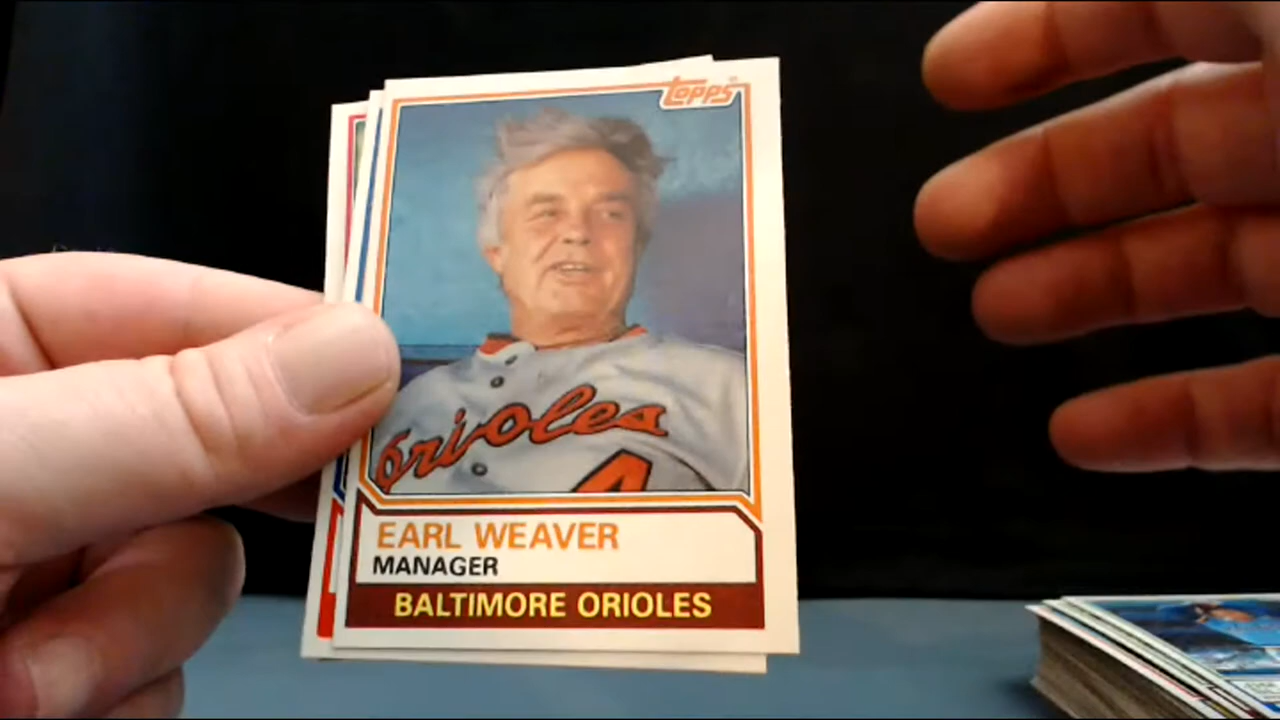 topps
Orioles
4
EARL WEAVER
MANAGER
BALTIMORE ORIOLES